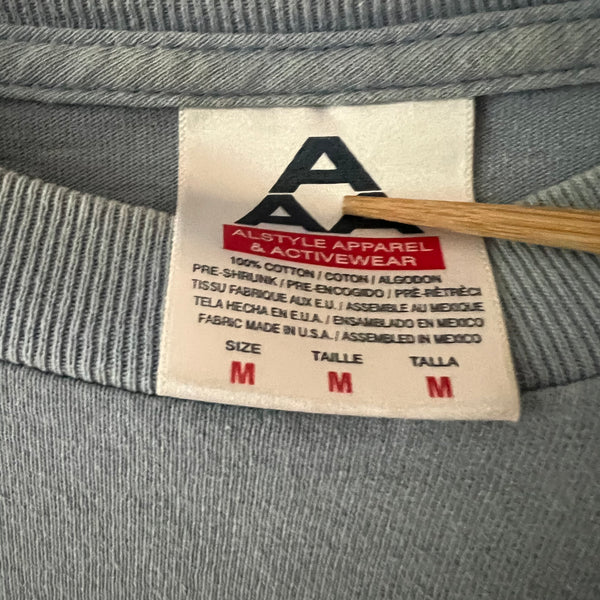 A
AAA
ALSTYLE APPAREL
& ACTIVEWEAR
100% COTTON / COTON / ALGODON
PRE-SHRUNK / PRE-ENCOGIDO / PRÉ-RÉTRÉCI
TISSU FABRIQUE AUX E.U. / ASSEMBLE AU MEXIQUE
TELA HECHA EN E.U.A. / ENSAMBLADO EN MEXICO
FABRIC MADE IN U.S.A. / ASSEMBLED IN MEXICO
SIZE TAILLE TALLA
M M M